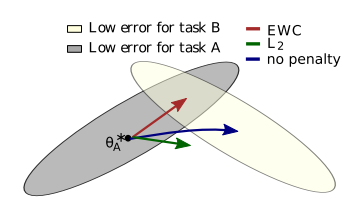 Low error for task B
Low error for task A
EWC
L2
no penalty
θA*